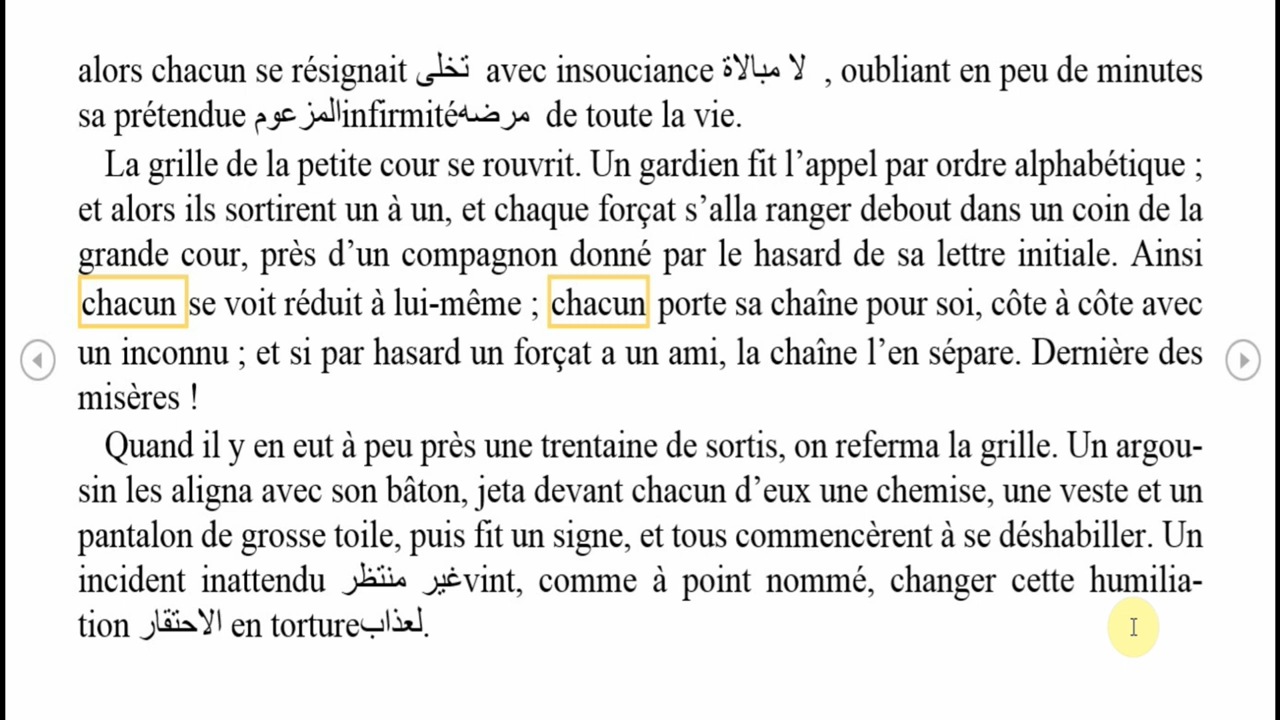 alors chacun se résignait تخلى avec insouciance لا مبالاة , oubliant en peu de minutes
sa prétendue المزعوم infirmité مرضه de toute la vie.
La grille de la petite cour se rouvrit. Un gardien fit l’appel par ordre alphabétique ;
et alors ils sortirent un à un, et chaque forçat s’alla ranger debout dans un coin de la
grande cour, près d’un compagnon donné par le hasard de sa lettre initiale. Ainsi
chacun se voit réduit à lui-même ; chacun porte sa chaîne pour soi, côte à côte avec
un inconnu ; et si par hasard un forçat a un ami, la chaîne l’en sépare. Dernière des
misères !
Quand il y en eut à peu près une trentaine de sortis, on referma la grille. Un argou-
sin les aligna avec son bâton, jeta devant chacun d’eux une chemise, une veste et un
pantalon de grosse toile, puis fit un signe, et tous commencèrent à se déshabiller. Un
incident inattendu غير منتظر vint, comme à point nommé, changer cette humilia-
tion الاحتقار en torture لعذاب.